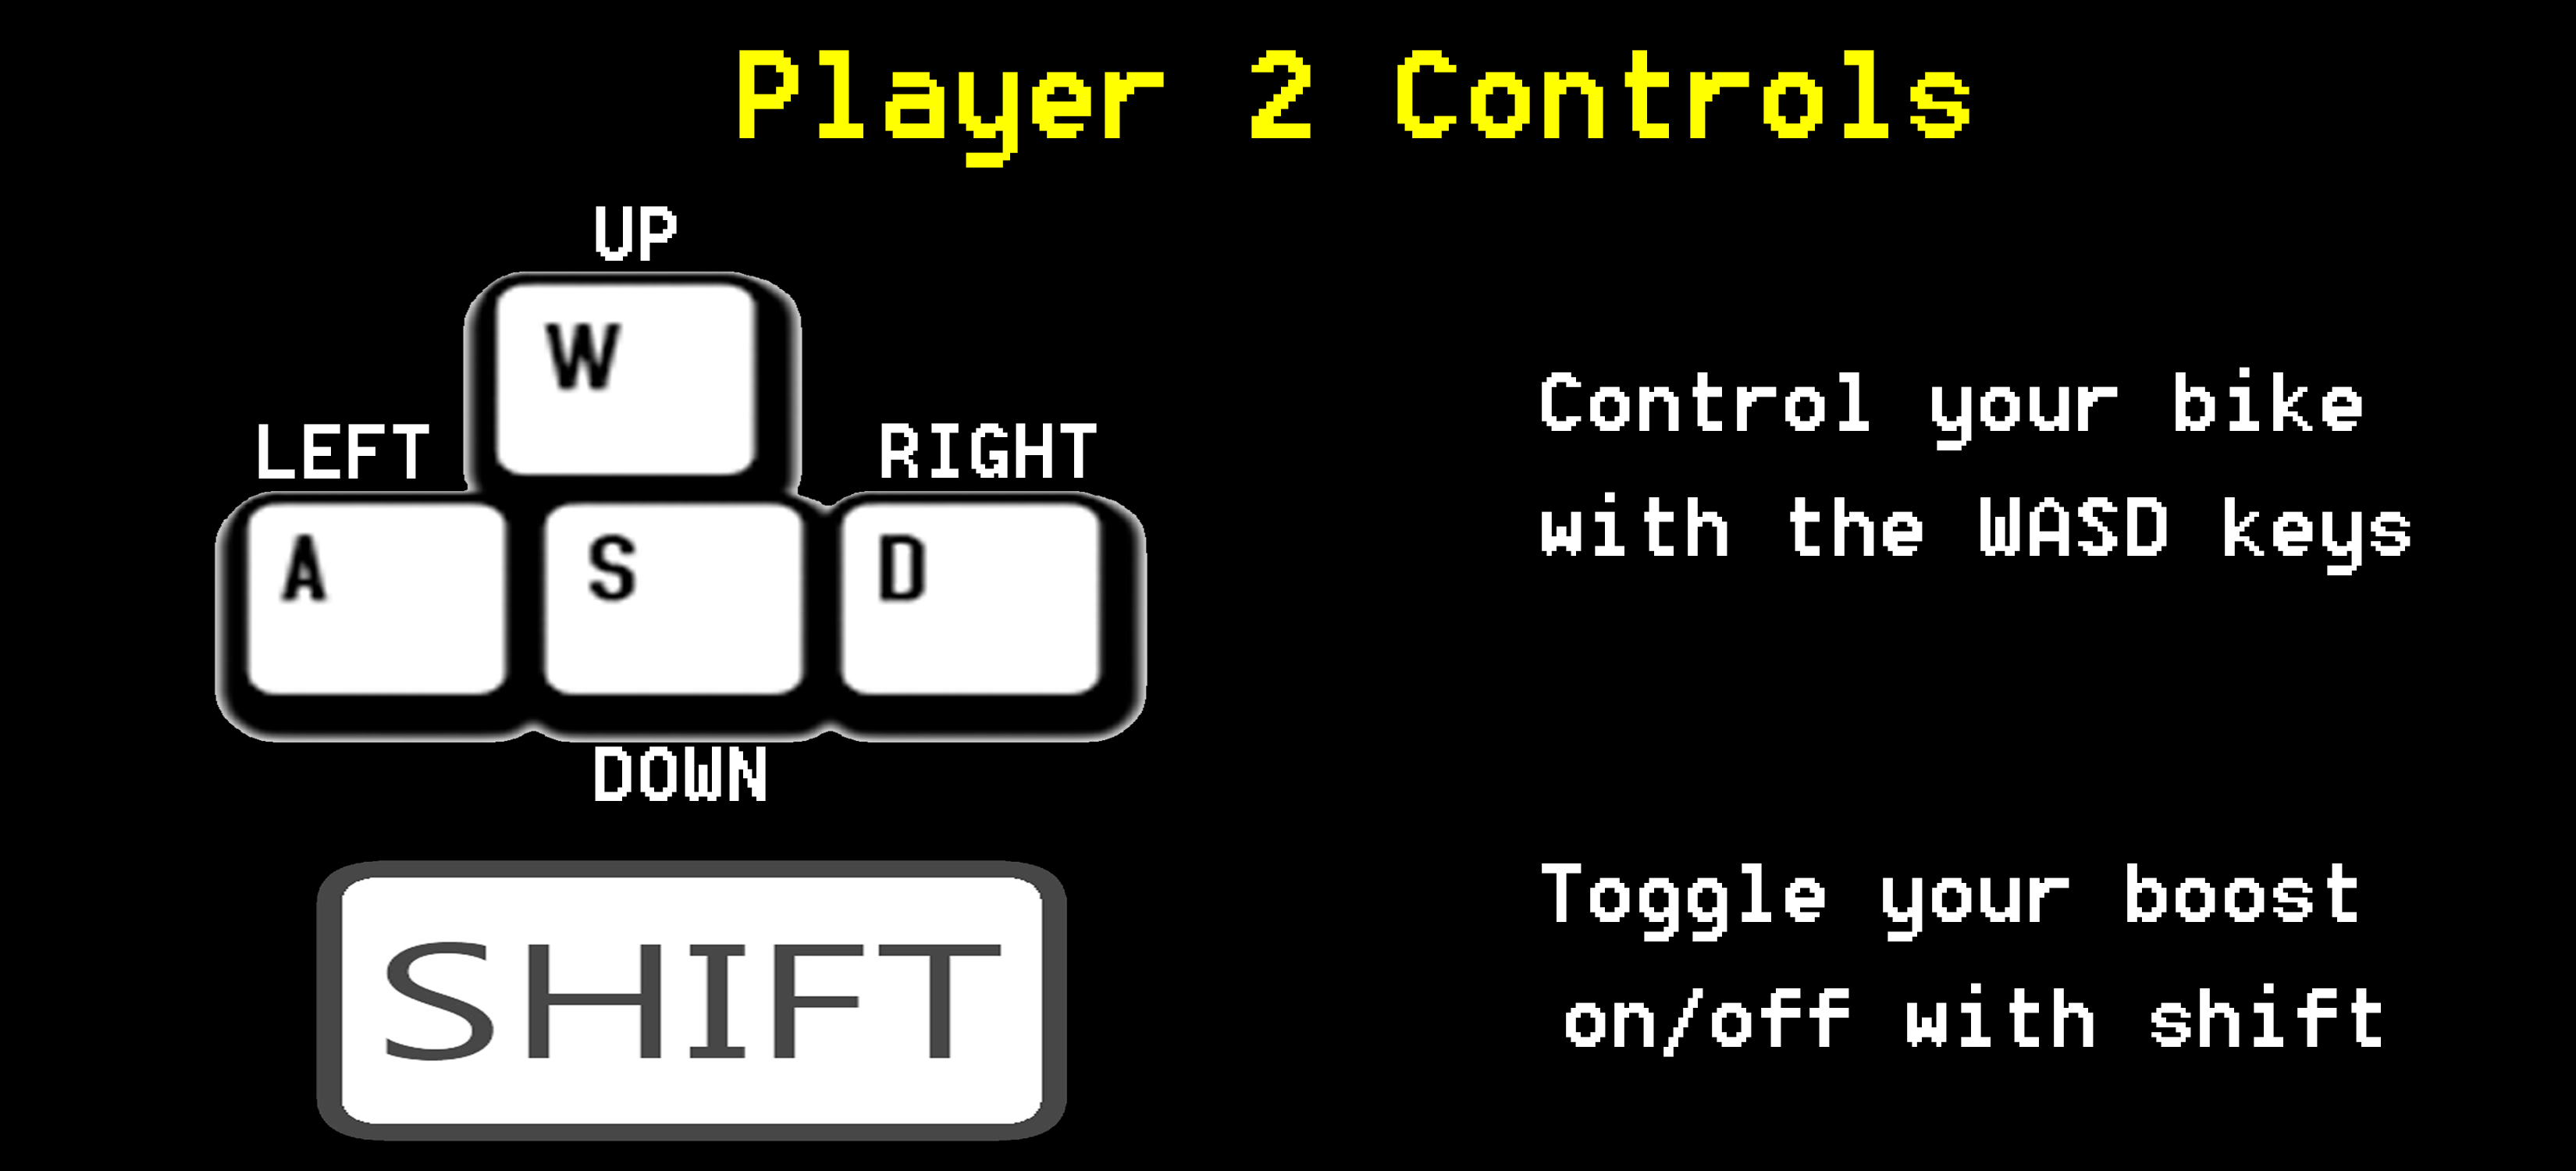 Player 2 Controls
UP
W
LEFT
RIGHT
A
S
D
DOWN
Control your bike
with the WASD keys
SHIFT
Toggle your boost
on/off with shift